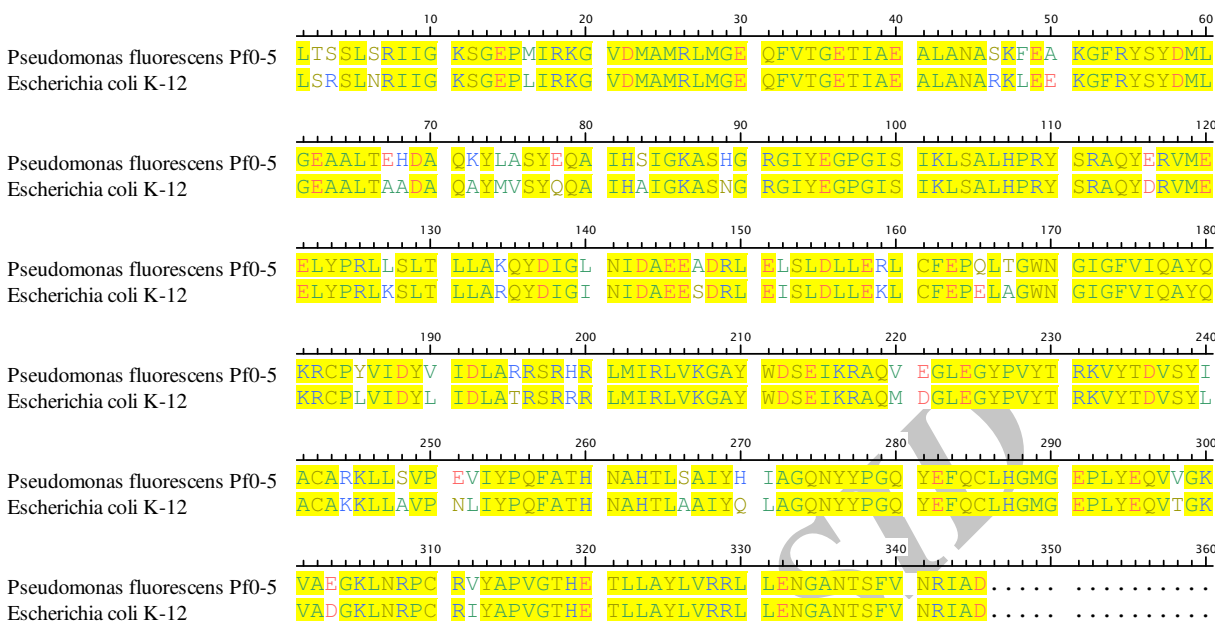 10 20 30 40 50 60
Pseudomonas fluorescens Pf0-5 LTSSLSRIIG KSGEPMIRKG VDMAMRLMGE QFVTGETIAE ALANASKFEA KGFRYSYDML
Escherichia coli K-12 LSRSLNRIIG KSGEPLIRKG VDMAMRLMGE QFVTGETIAE ALANARKLEE KGFRYSYDML
70 80 90 100 110 120
Pseudomonas fluorescens Pf0-5 GEAALTEHDA QKYLASYEQA IHSIGKASHG RGIYEGPGIS IKLSALHPRY SRAQYERVME
Escherichia coli K-12 GEAALTAADA QAYMVSYQQA IHAIGKASNG RGIYEGPGIS IKLSALHPRY SRAQYDRVME
130 140 150 160 170 180
Pseudomonas fluorescens Pf0-5 ELYPRLLSLT LLAKQYDIGL NIDAEEADRL ELSLDLLERL CFEPQLTGWN GIGFVIQAYQ
Escherichia coli K-12 ELYPRLKSLT LLARQYDIGI NIDAEESDRL EISLDLLEKL CFEPELAGWN GIGFVIQAYQ
190 200 210 220 230 240
Pseudomonas fluorescens Pf0-5 KRCPYVIDYV IDLARRSRHR LMIRLVKGAY WDSEIKRAQV EGLEGYPVYT RKVYTDVSYI
Escherichia coli K-12 KRCPLVIDYL IDLATRSRRR LMIRLVKGAY WDSEIKRAQM DGLEGYPVYT RKVYTDVSYL
250 260 270 280 290 300
Pseudomonas fluorescens Pf0-5 ACARKLLSVP EVIYPQFATH NAHTLSAIYH IAGQNYYPGQ YEFQCLHGMG EPLYEQVVGK
Escherichia coli K-12 ACAKKLLAVP NLIYPQFATH NAHTLAAIYQ LAGQNYYPGQ YEFQCLHGMG EPLYEQVTGK
310 320 330 340 350 360
Pseudomonas fluorescens Pf0-5 VAEGKLNRPC RVYAPVGTHE TLLAYLVRRL LENGANTSFV NRIAD..... ..........
Escherichia coli K-12 VADGKLNRPC RIYAPVGTHE TLLAYLVRRL LENGANTSFV NRIAD..... ..........